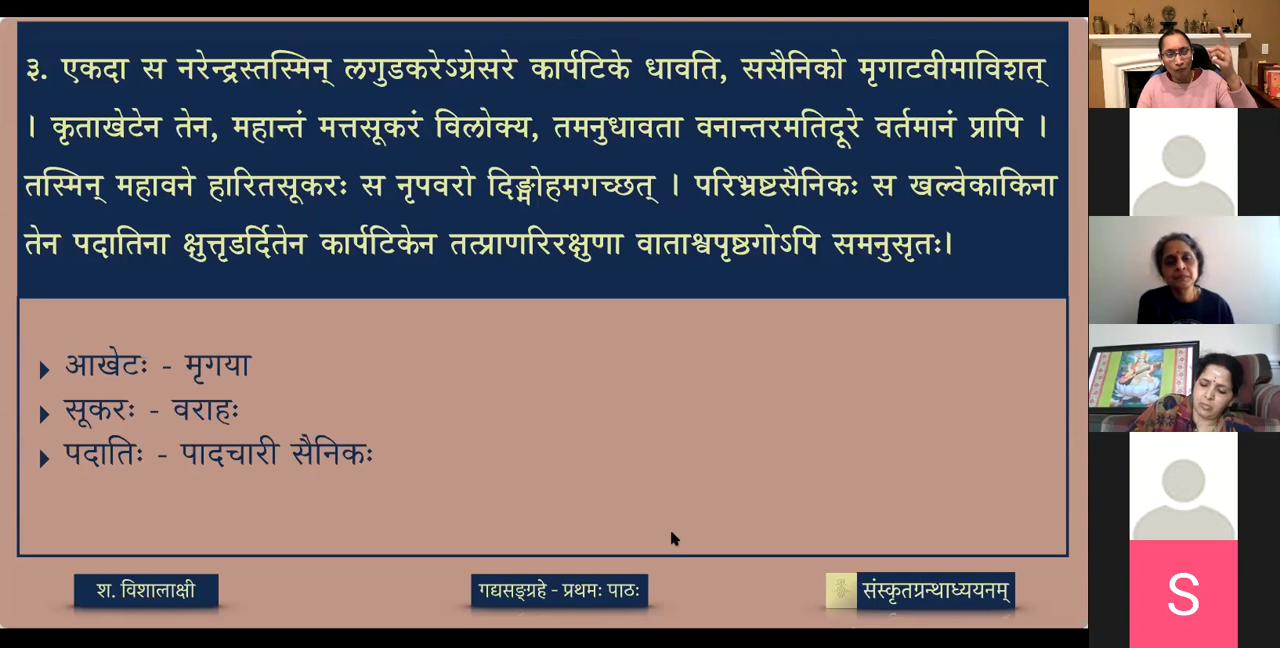 ३. एकदा स नरेन्द्रस्तस्मिन् लगुडकरेऽग्रेसरे कार्पटिके धावति, ससैनिको मृगाटवीमाविशत्
। कृताखेटेन तेन, महान्तं मत्तसूकरं विलोक्य, तमनुधावता वनान्तरमतिदूरे वर्तमानं प्रापि ।
तस्मिन् महावने हारितसूकरः स नृपवरो दिङ्मोहमगच्छत् । परिभ्रष्टसैनिकः स खल्वेकाकिना
तेन पदातिना क्षुत्तृडर्दितेन कार्पटिकेन तत्प्राणरिरक्षुणा वाताश्वपृष्ठगोऽपि समनुसृतः।
आखेटः - मृगया
सूकरः - वराहः
पदातिः - पादचारी सैनिकः
श. विशालाक्षी
गद्यसङ्ग्रहे - प्रथमः पाठः
संस्कृतग्रन्थाध्ययनम्
S